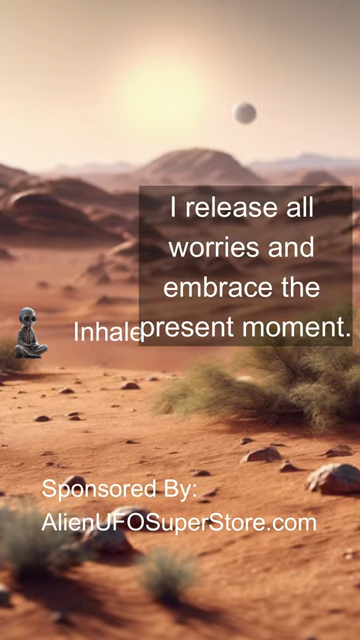 I release all
worries and
embrace the
present moment.
Inhale
Sponsored By:
AlienUFOSuperStore.com